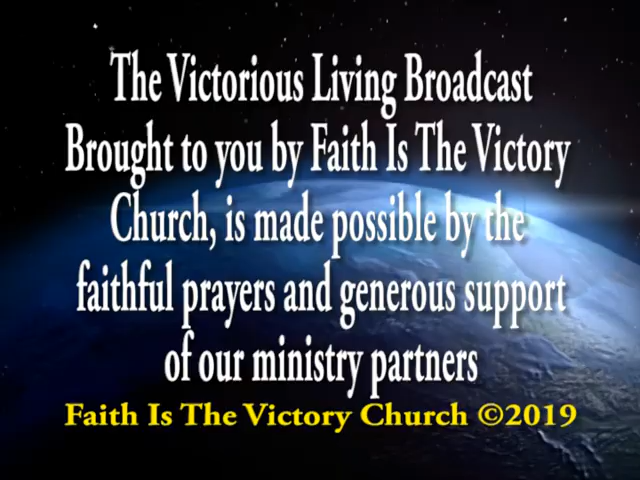 The Victorious Living Broadcast
Brought to you by Faith Is The Victory
Church, is made possible by the
faithful prayers and generous support
of our ministry partners
Faith Is The Victory Church ©2019